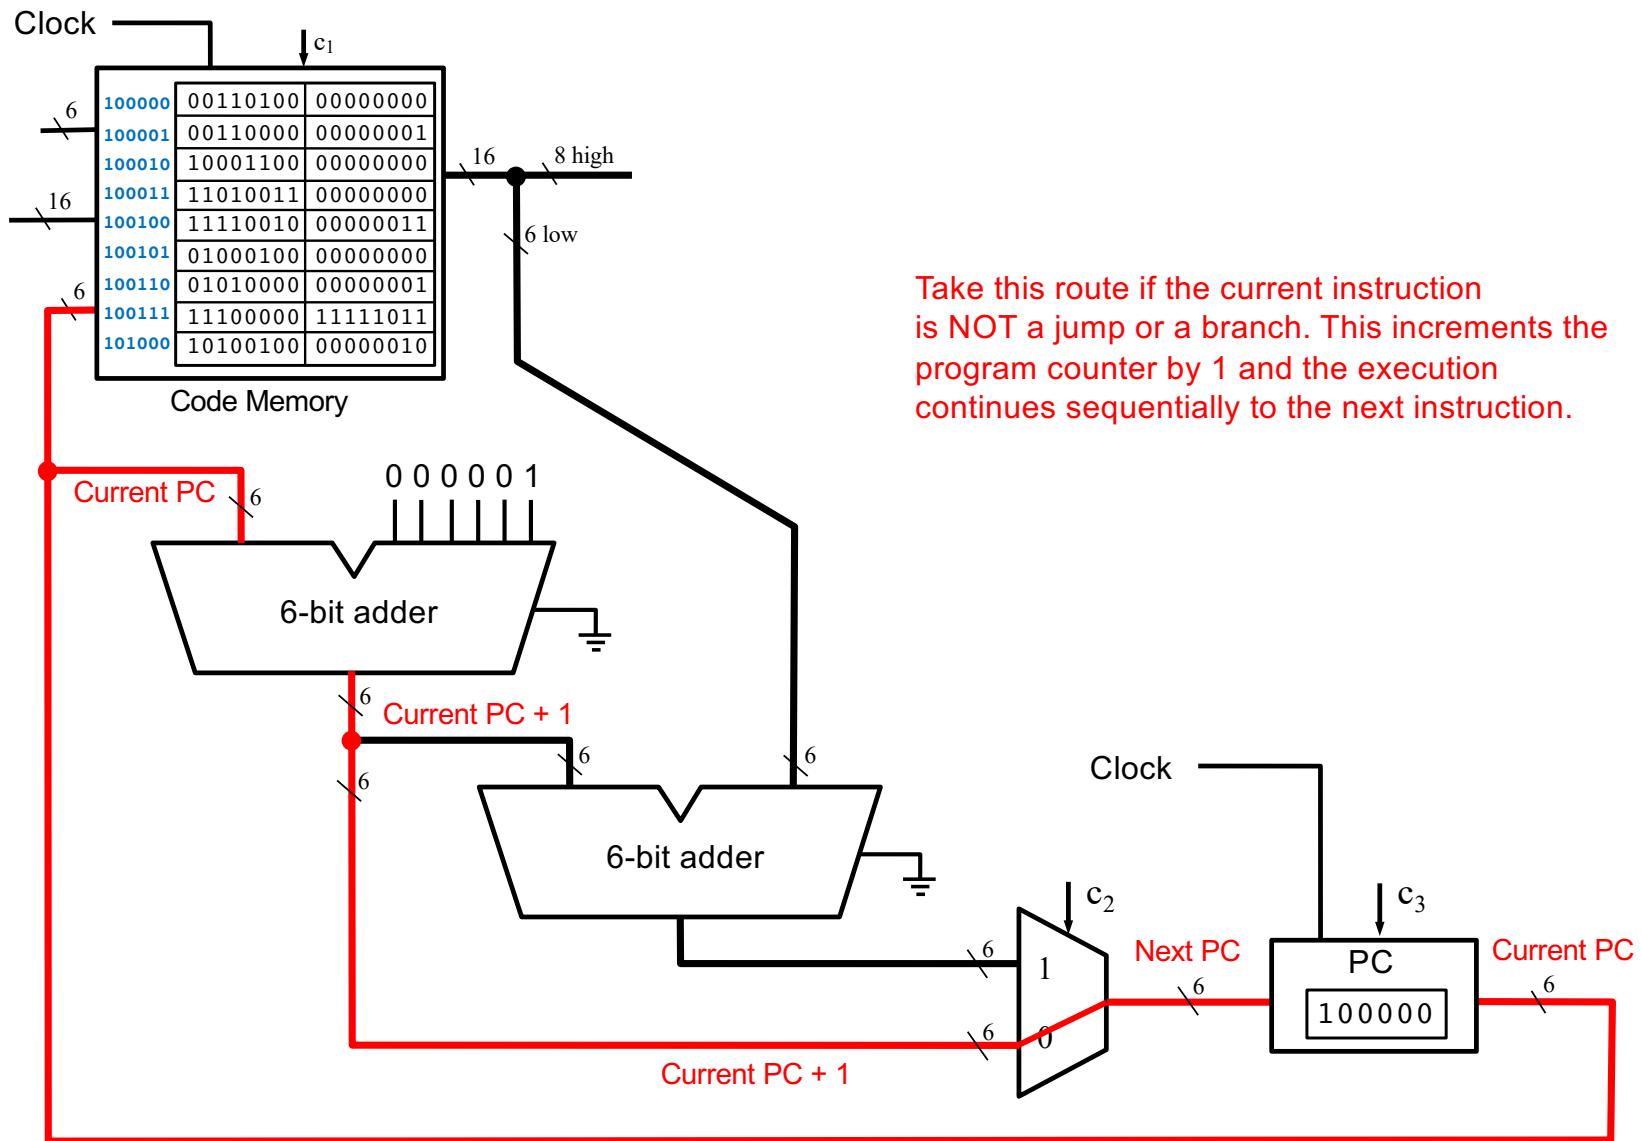 Clock
c1
6
16
6
100000 00110100 00000000
100001 00110000 00000001
100010 10001100 00000000
100011 11010011 00000000
100100 11110010 00000011
100101 01000100 00000000
100110 01010000 00000001
100111 11100000 11111011
101000 10100100 00000010
Code Memory
16
8 high
6 low
Take this route if the current instruction
is NOT a jump or a branch. This increments the
program counter by 1 and the execution
continues sequentially to the next instruction.
Current PC
6
0 0 0 0 0 1
6-bit adder
6
Current PC + 1
6
6
6
6-bit adder
Clock
c2
c3
6
1
0
Next PC
6
PC
100000
Current PC
6
6
Current PC + 1